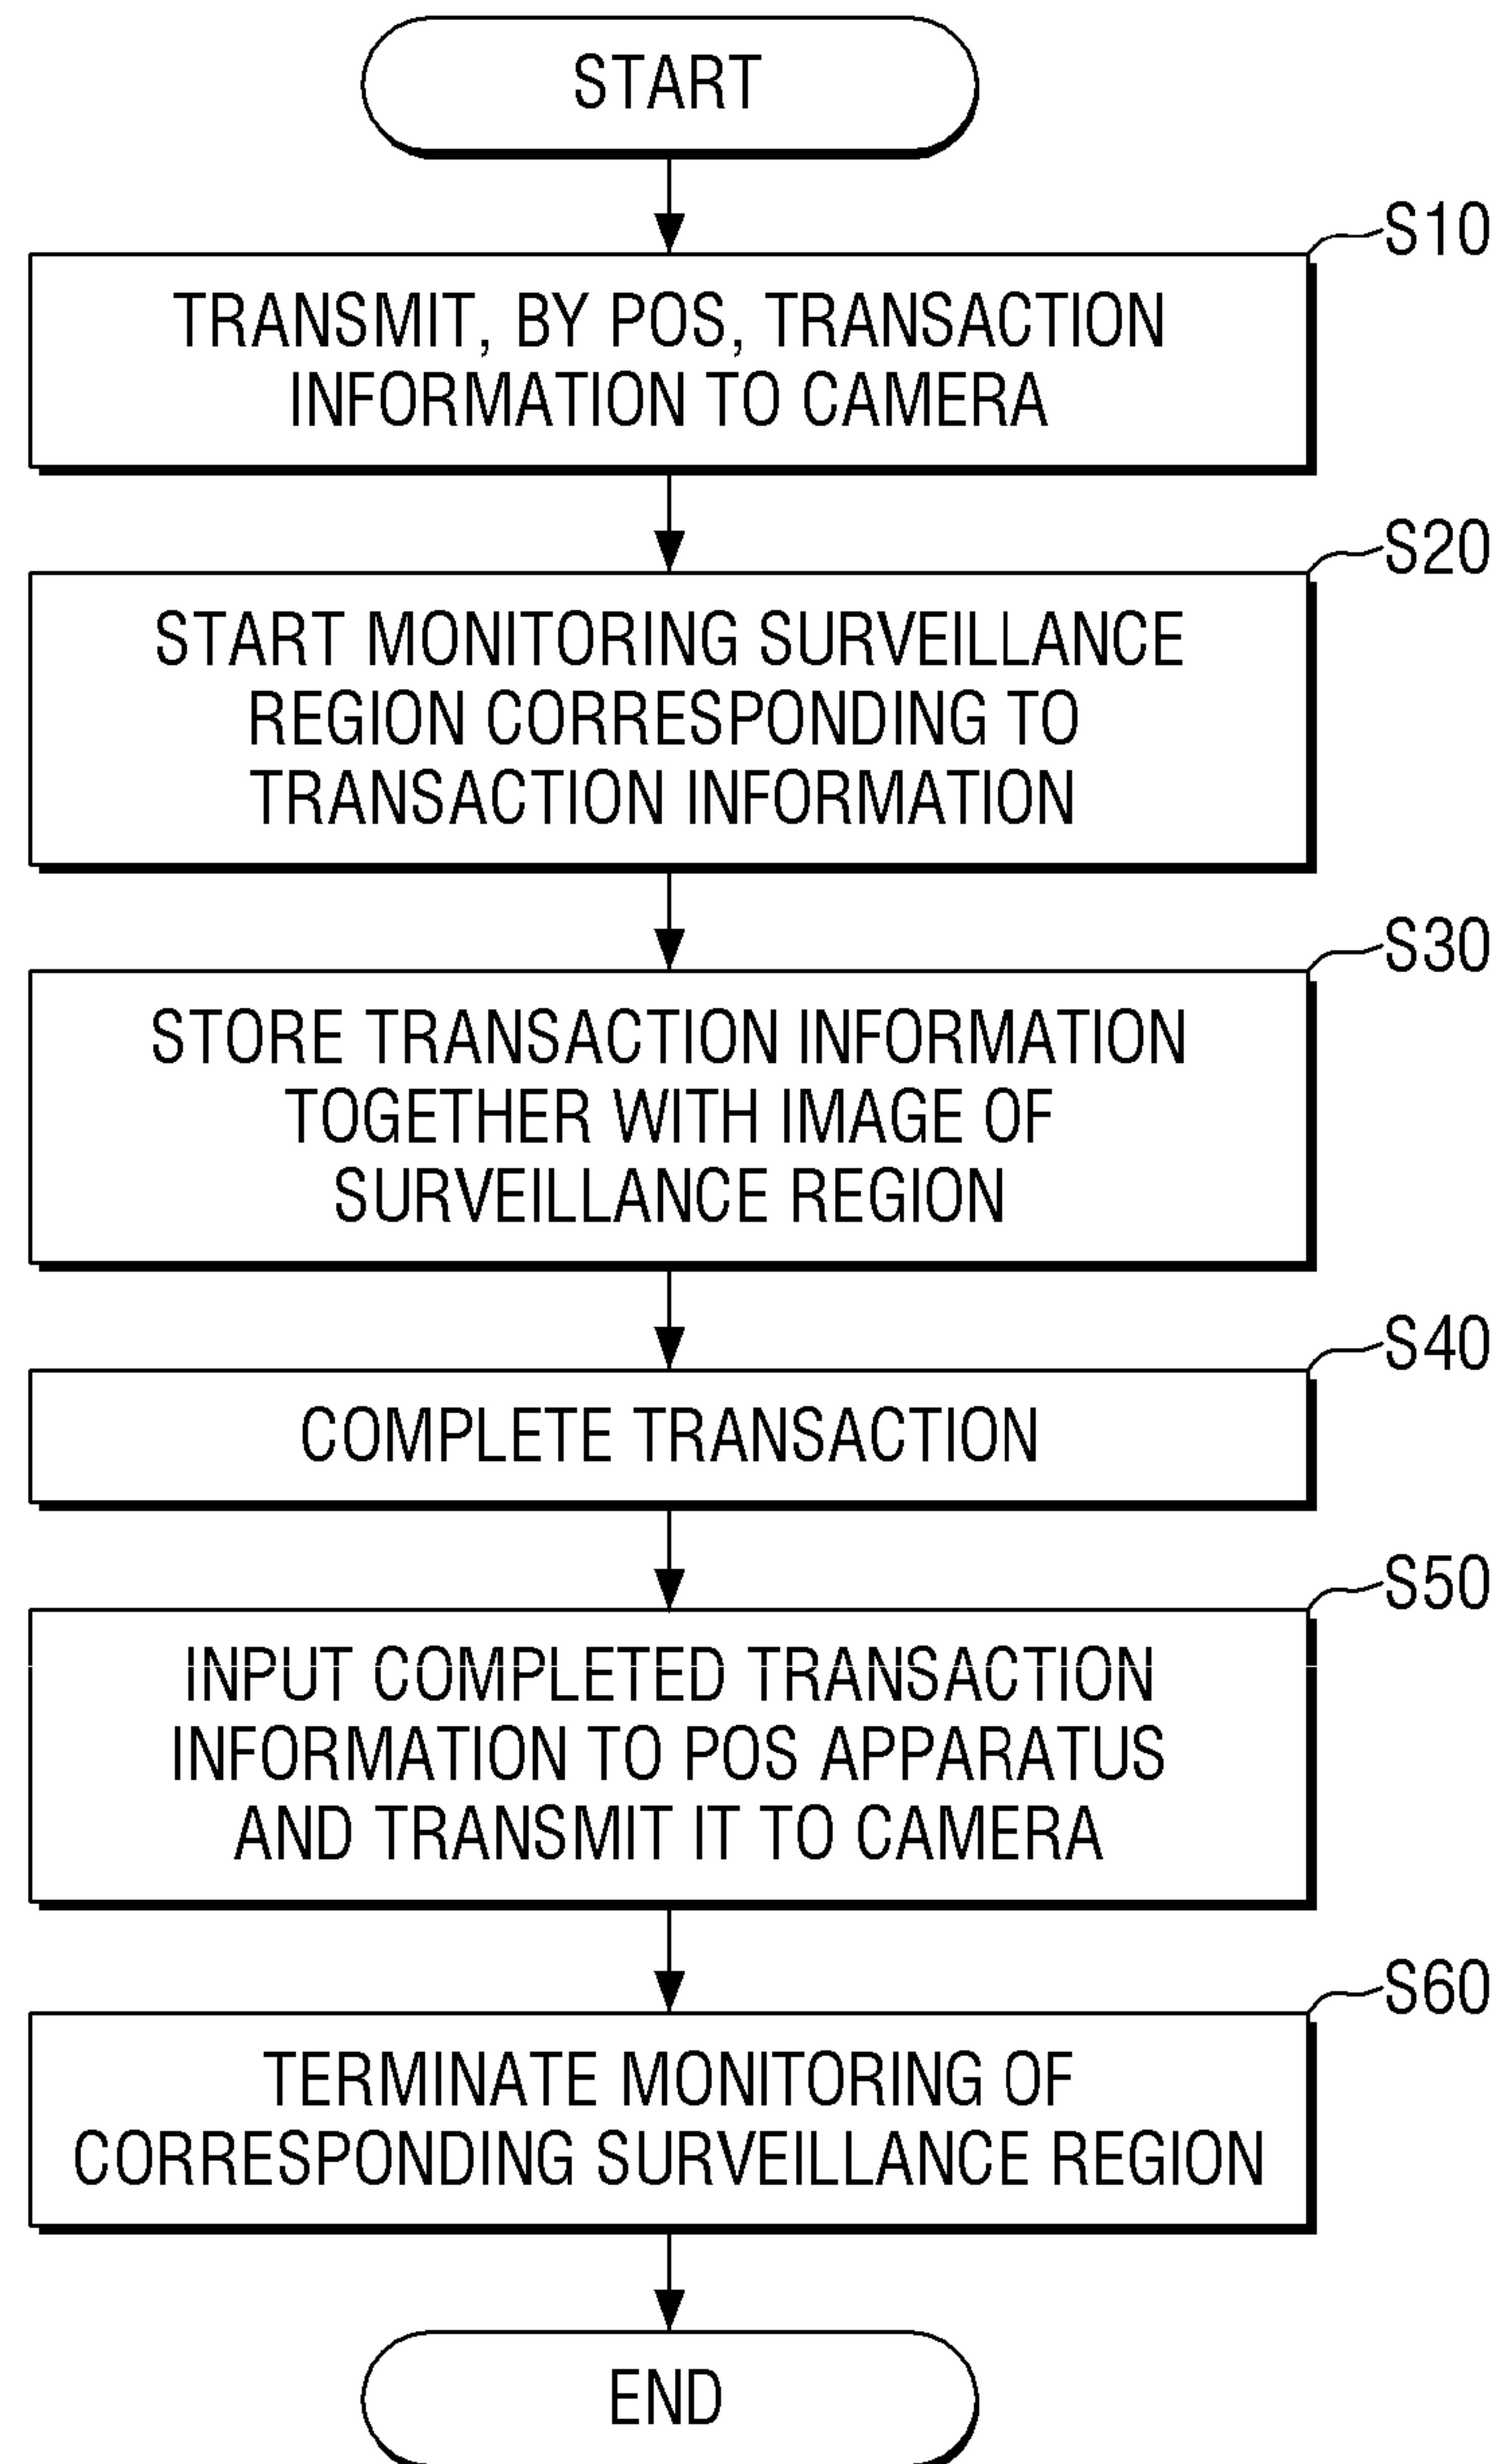 START
S10
TRANSMIT, BY POS, TRANSACTION
INFORMATION TO CAMERA
S20
START MONITORING SURVEILLANCE
REGION CORRESPONDING TO
TRANSACTION INFORMATION
S30
STORE TRANSACTION INFORMATION
TOGETHER WITH IMAGE OF
SURVEILLANCE REGION
S40
COMPLETE TRANSACTION
S50
INPUT COMPLETED TRANSACTION
INFORMATION TO POS APPARATUS
AND TRANSMIT IT TO CAMERA
S60
TERMINATE MONITORING OF
CORRESPONDING SURVEILLANCE REGION
END